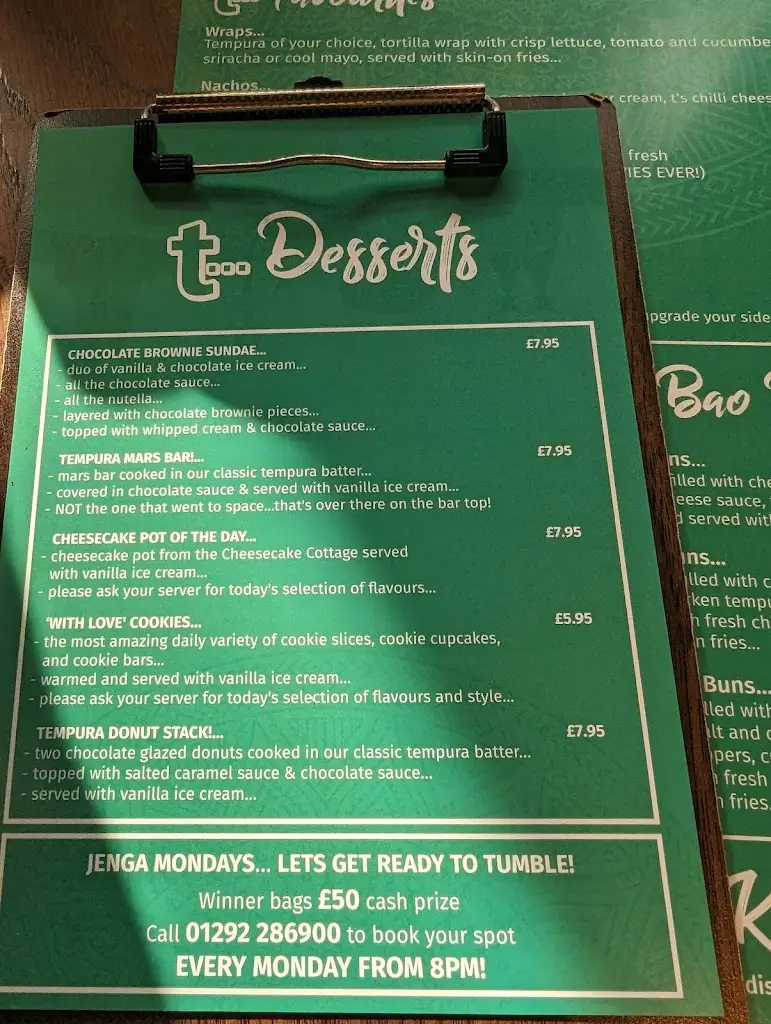 Wraps...
Tempura of your choice, tortilla wrap with crisp lettuce, tomato and cucumbe
sriracha or cool mayo, served with skin-on fries...
Nachos...
r cream, t's chilli chees
fresh
IES EVER!)
pgrade your side
t... Desserts
CHOCOLATE BROWNIE SUNDAE... £7.95
- duo of vanilla & chocolate ice cream...
- all the chocolate sauce...
- all the nutella...
- layered with chocolate brownie pieces...
- topped with whipped cream & chocolate sauce...
TEMPURA MARS BAR!... £7.95
- mars bar cooked in our classic tempura batter...
- covered in chocolate sauce & served with vanilla ice cream...
- NOT the one that went to space...that's over there on the bar top!
CHEESECAKE POT OF THE DAY... £7.95
- cheesecake pot from the Cheesecake Cottage served
with vanilla ice cream...
- please ask your server for today's selection of flavours...
'WITH LOVE' COOKIES... £5.95
- the most amazing daily variety of cookie slices, cookie cupcakes,
and cookie bars...
- warmed and served with vanilla ice cream...
- please ask your server for today's selection of flavours and style...
TEMPURA DONUT STACK!... £7.95
- two chocolate glazed donuts cooked in our classic tempura batter...
- topped with salted caramel sauce & chocolate sauce...
- served with vanilla ice cream...
JENGA MONDAYS... LETS GET READY TO TUMBLE!
Winner bags £50 cash prize
Call 01292 286900 to book your spot
EVERY MONDAY FROM 8PM!
Bao
ns...
illed with che
eese sauce,
d served with
uns...
lled with c
ken tempu
h fresh ch
n fries...
Buns...
lled with
lt and c
pers, c
h fresh
n fries.
K
dis